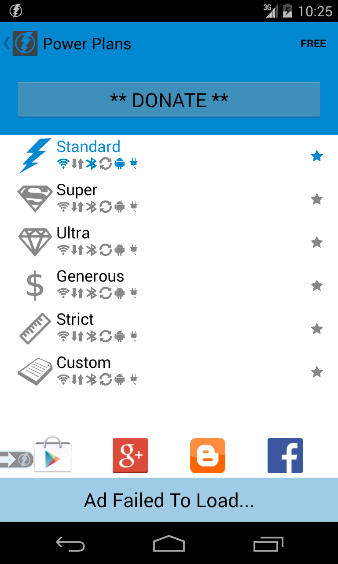 3G 10:25
Power Plans FREE
** DONATE **
Standard
Super
Ultra
$ Generous
Strict
Custom
g+
Ad Failed To Load...